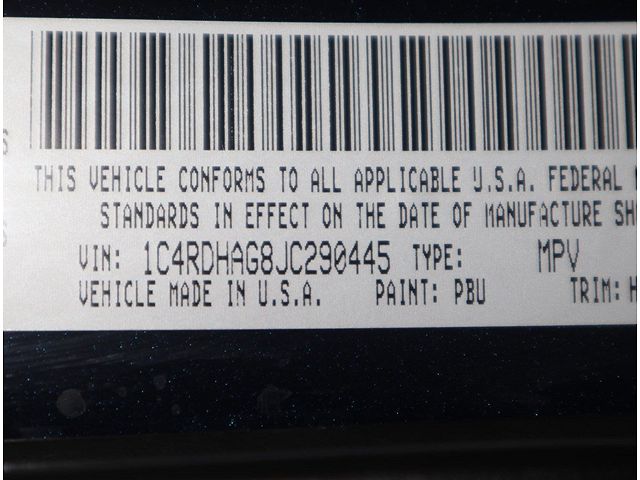 THIS VEHICLE CONFORMS TO ALL APPLICABLE U.S.A. FEDERAL
STANDARDS IN EFFECT ON THE DATE OF MANUFACTURE SH
VIN: 1C4RDHAG8JC290445 TYPE: MPV
VEHICLE MADE IN U.S.A. PAINT: PBU TRIM: H